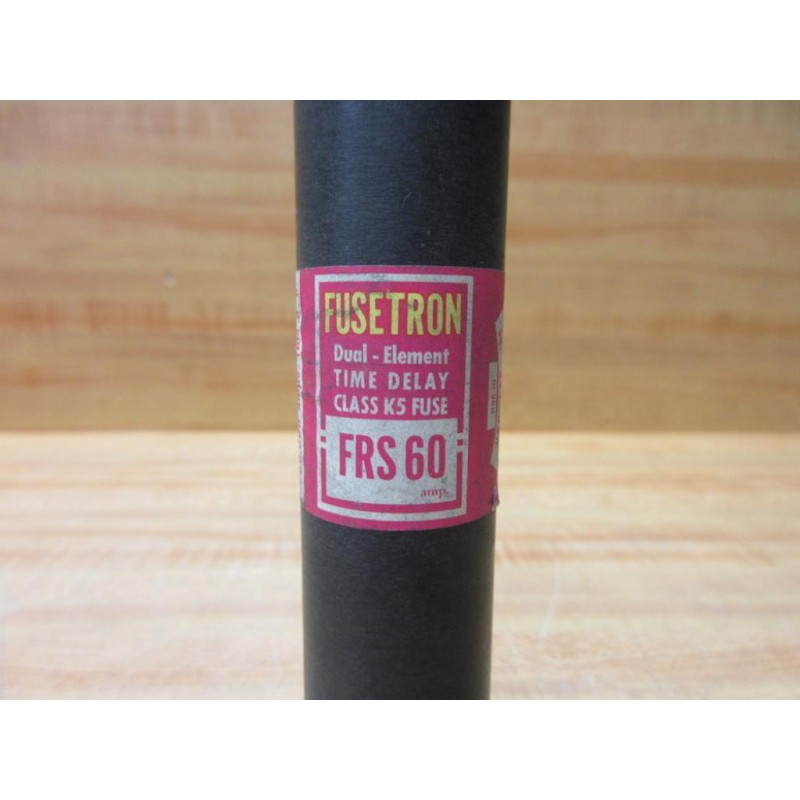 FUSETRON
Dual - Element
TIME DELAY
CLASS K5 FUSE
FRS 60
amp.